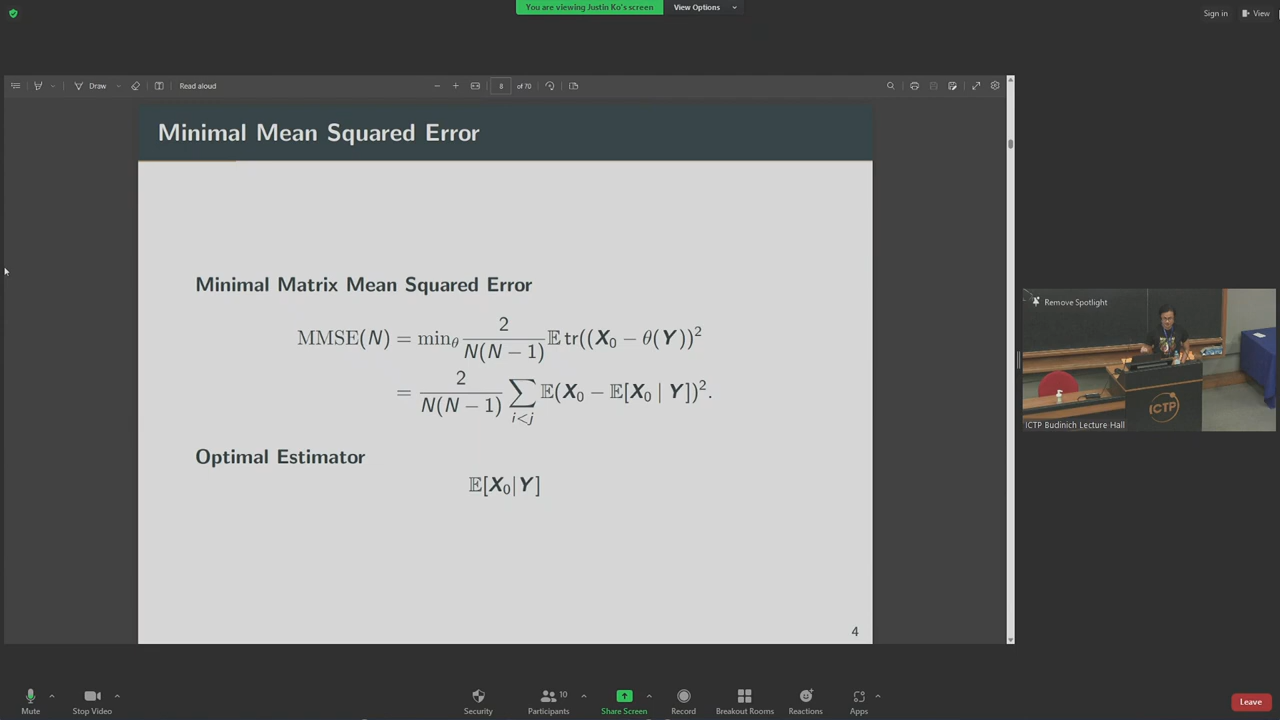 You are viewing Justin Ko's screen
View Options
Sign in
View
Draw
Read aloud
8
of 70
Minimal Mean Squared Error
Minimal Matrix Mean Squared Error
MMSE(N) = min_θ 2/N(N − 1) 𝔼 tr((X₀ − θ(Y))²
= 2/N(N − 1) ∑_{i<j} 𝔼(X₀ − 𝔼[X₀ | Y])².
Optimal Estimator
𝔼[X₀|Y]
4
Remove Spotlight
ICTP
ICTP Budinich Lecture Hall
Mute
Stop Video
Security
Participants
10
Share Screen
Record
Breakout Rooms
Reactions
Apps
Leave